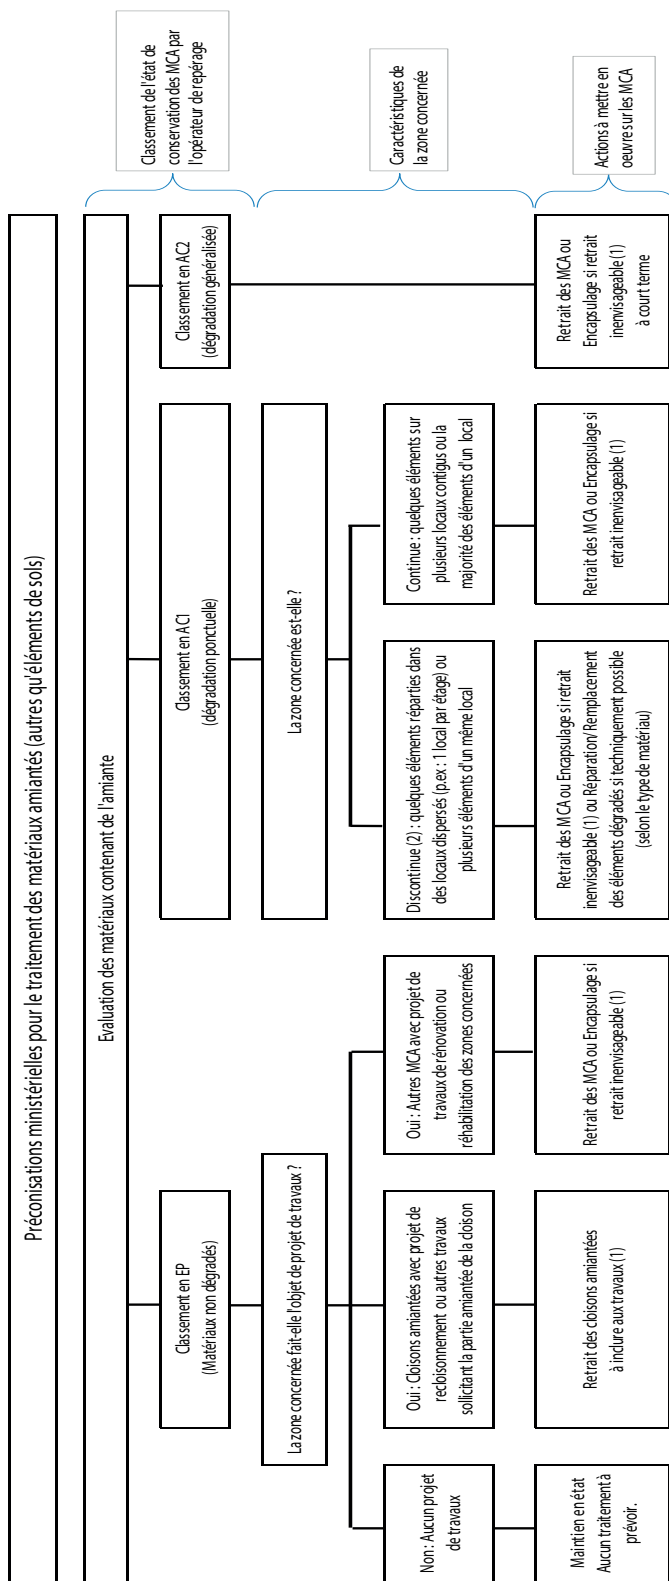 Préconisations ministérielles pour le traitement des matériaux amiantés (autres qu'éléments de sols)
Evaluation des matériaux contenant de l'amiante
Classement de l'état de
conservation des MCA par
l'opérateur de repérage
Classement en EP
(Matériaux non dégradés)
Classement en AC1
(dégradation ponctuelle)
Classement en AC2
(dégradation généralisée)
Caractéristiques de
la zone concernée
La zone concernée fait-elle l'objet de projet de travaux ?
La zone concernée est-elle ?
Non : Aucun projet
de travaux
Oui : Cloisons amiantées avec projet de
recloisonnement ou autres travaux
sollicitant la partie amiantée de la cloison
Oui : Autres MCA avec projet de
travaux de rénovation ou
réhabilitation des zones concernées
Discontinue (2) : quelques éléments réparties dans
des locaux dispersés (p.ex : 1 local par étage) ou
plusieurs éléments d'un même local
Continue : quelques éléments sur
plusieurs locaux contigus ou la
majorité des éléments d'un local
Actions à mettre en
oeuvre sur les MCA
Maintien en état
Aucun traitement à
prévoir.
Retrait des cloisons amiantées
à inclure aux travaux (1)
Retrait des MCA ou Encapsulage si
retrait inenvisageable (1)
Retrait des MCA ou Encapsulage si retrait
inenvisageable (1) ou Réparation/Remplacement
des éléments dégradés si techniquement possible
(selon le type de matériau)
Retrait des MCA ou Encapsulage si
retrait inenvisageable (1)
Retrait des MCA ou
Encapsulage si retrait
inenvisageable (1)
à court terme